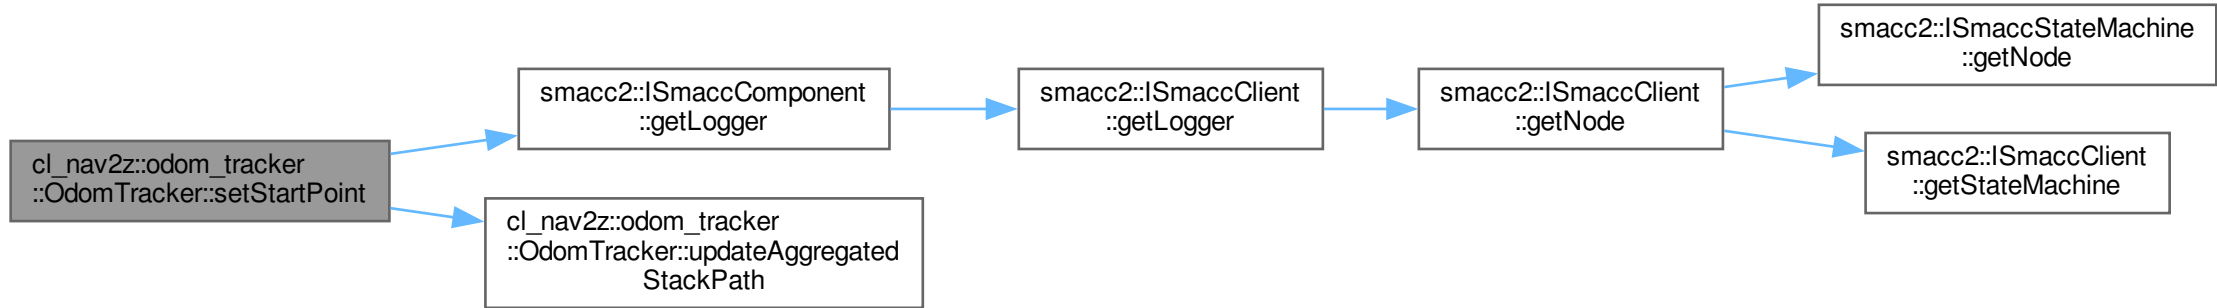 cl_nav2z::odom_tracker
::OdomTracker::setStartPoint
smacc2::ISmaccComponent
::getLogger
smacc2::ISmaccClient
::getLogger
smacc2::ISmaccClient
::getNode
smacc2::ISmaccStateMachine
::getNode
smacc2::ISmaccClient
::getStateMachine
cl_nav2z::odom_tracker
::OdomTracker::updateAggregated
StackPath